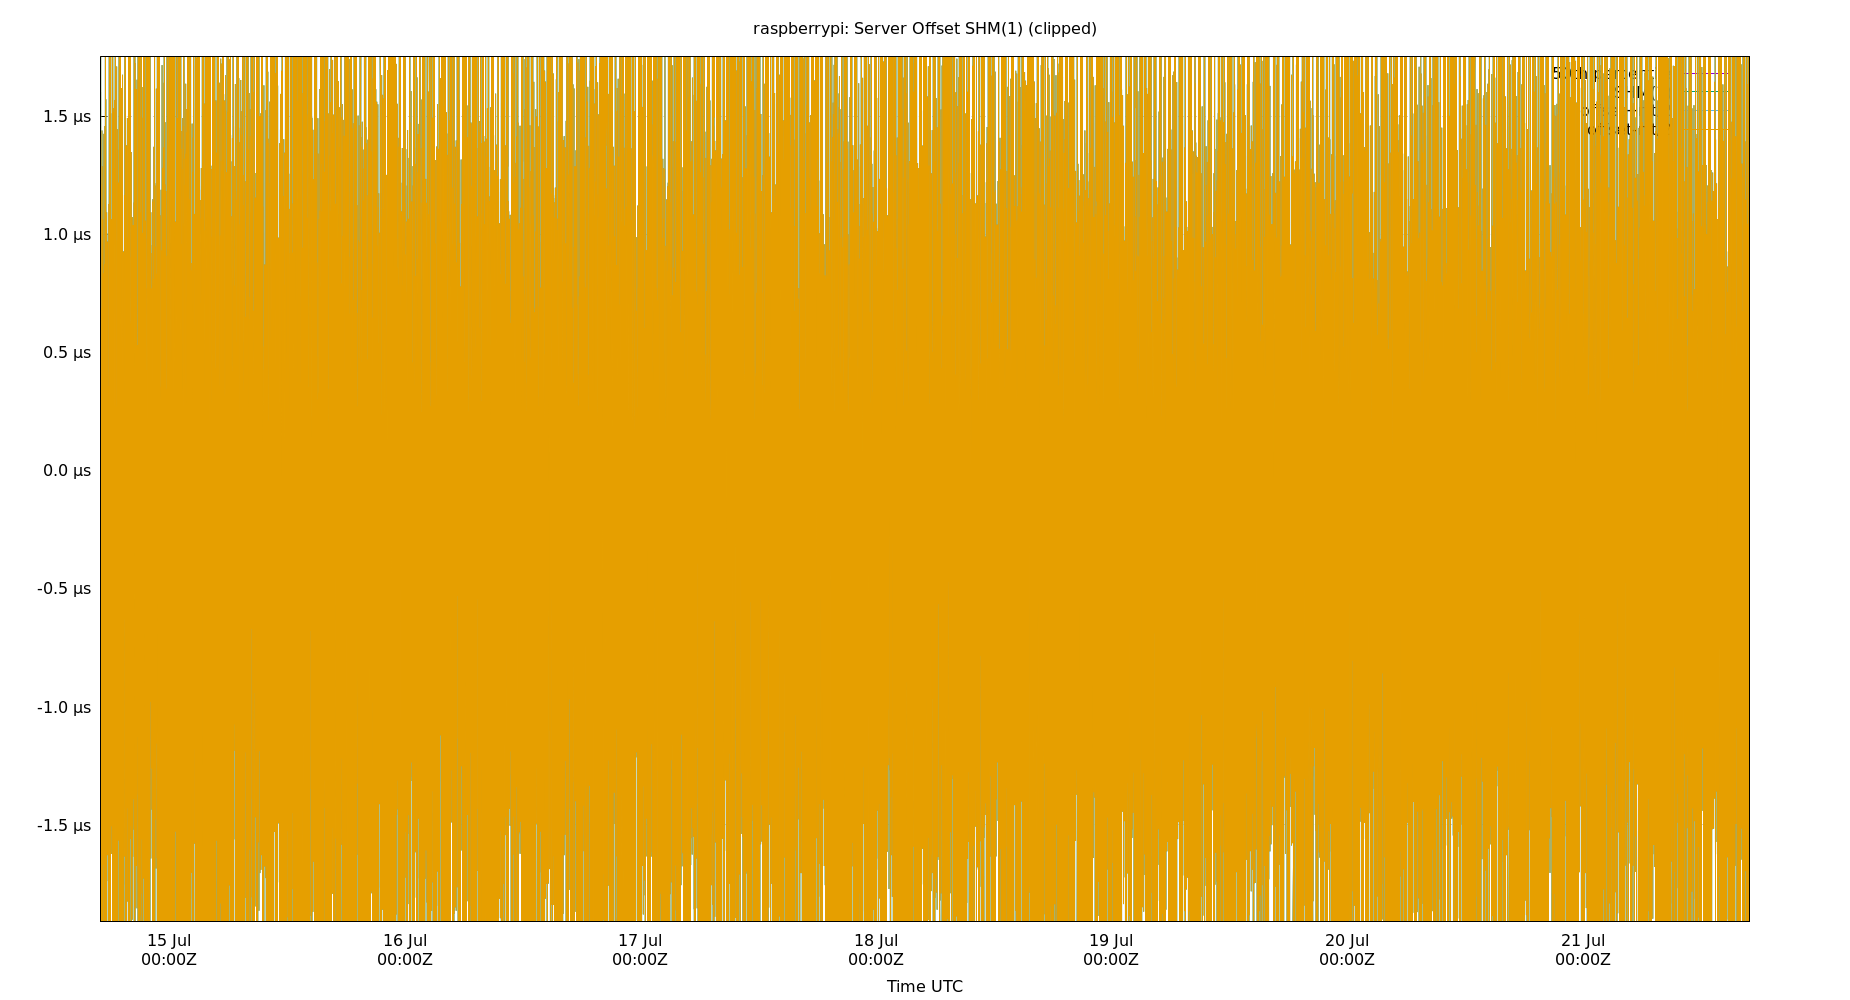 raspberrypi: Server Offset SHM(1) (clipped)
1.5 µs
1.0 µs
0.5 µs
0.0 µs
-0.5 µs
-1.0 µs
-1.5 µs
15 Jul
00:00Z
16 Jul
00:00Z
17 Jul
00:00Z
18 Jul
00:00Z
19 Jul
00:00Z
20 Jul
00:00Z
21 Jul
00:00Z
Time UTC